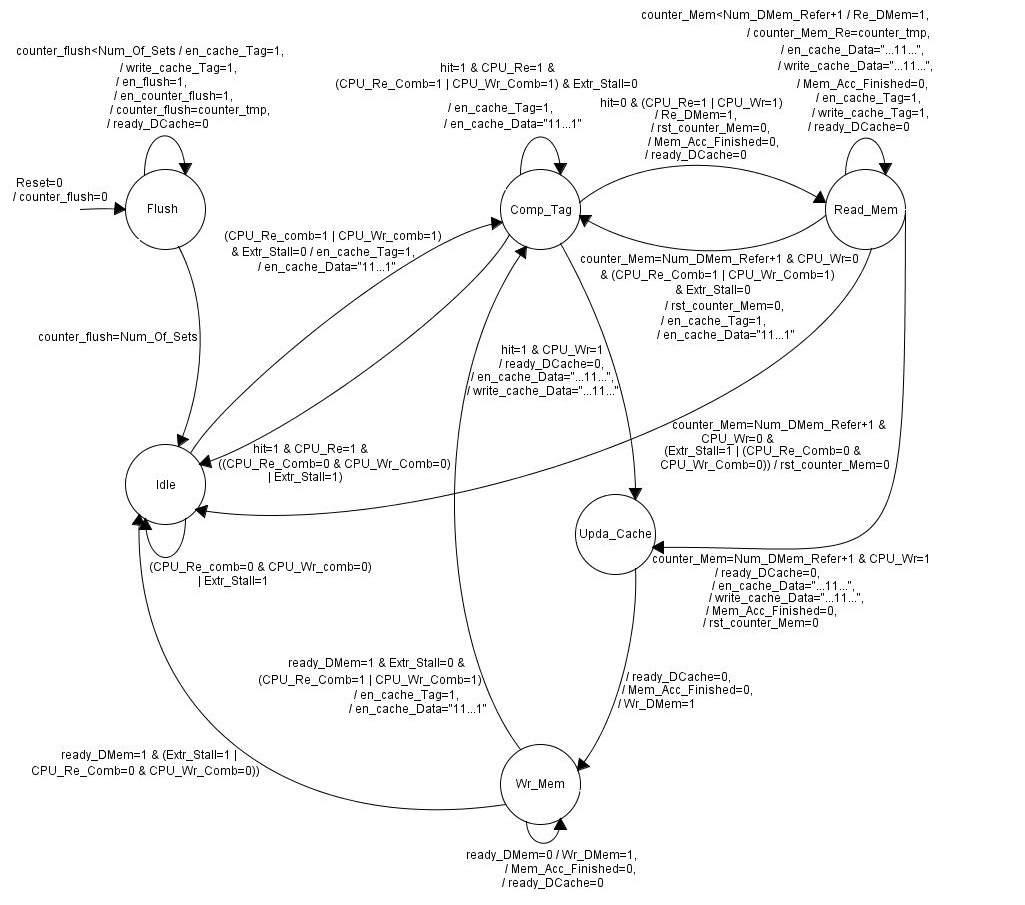 counter_Mem<Num_DMem_Refer+1 / Re_DMem=1,
/ counter_Mem_Re=counter_tmp,
/ en_cache_Data="...11...",
/ write_cache_Data="...11...",
/ Mem_Acc_Finished=0,
/ en_cache_Tag=1,
/ write_cache_Tag=1,
/ ready_DCache=0
counter_flush<Num_Of_Sets / en_cache_Tag=1,
/ write_cache_Tag=1,
/ en_flush=1,
/ en_counter_flush=1,
/ counter_flush=counter_tmp,
/ ready_DCache=0
hit=1 & CPU_Re=1 &
(CPU_Re_Comb=1 | CPU_Wr_Comb=1) & Extr_Stall=0
/ en_cache_Tag=1,
/ en_cache_Data="11...1"
hit=0 & (CPU_Re=1 | CPU_Wr=1)
/ Re_DMem=1,
/ rst_counter_Mem=0,
/ Mem_Acc_Finished=0,
/ ready_DCache=0
Reset=0
/ counter_flush=0
Flush
Comp_Tag
Read_Mem
(CPU_Re_comb=1 | CPU_Wr_comb=1)
& Extr_Stall=0 / en_cache_Tag=1,
/ en_cache_Data="11...1"
counter_Mem=Num_DMem_Refer+1 & CPU_Wr=0
& (CPU_Re_Comb=1 | CPU_Wr_Comb=1)
& Extr_Stall=0
/ rst_counter_Mem=0,
/ en_cache_Tag=1,
/ en_cache_Data="11...1"
counter_flush=Num_Of_Sets
hit=1 & CPU_Wr=1
/ ready_DCache=0,
/ en_cache_Data="...11...",
/ write_cache_Data="...11..."
hit=1 & CPU_Re=1 &
((CPU_Re_Comb=0 & CPU_Wr_Comb=0)
| Extr_Stall=1)
counter_Mem=Num_DMem_Refer+1 &
CPU_Wr=0 &
(Extr_Stall=1 | (CPU_Re_Comb=0 &
CPU_Wr_Comb=0)) / rst_counter_Mem=0
Idle
Upda_Cache
(CPU_Re_comb=0 & CPU_Wr_comb=0)
| Extr_Stall=1
counter_Mem=Num_DMem_Refer+1 & CPU_Wr=1
/ ready_DCache=0,
/ en_cache_Data="...11...",
/ write_cache_Data="...11...",
/ Mem_Acc_Finished=0,
/ rst_counter_Mem=0
ready_DMem=1 & Extr_Stall=0 &
(CPU_Re_Comb=1 | CPU_Wr_Comb=1)
/ en_cache_Tag=1,
/ en_cache_Data="11...1"
/ ready_DCache=0,
/ Mem_Acc_Finished=0,
/ Wr_DMem=1
ready_DMem=1 & (Extr_Stall=1 |
CPU_Re_Comb=0 & CPU_Wr_Comb=0))
Wr_Mem
ready_DMem=0 / Wr_DMem=1,
/ Mem_Acc_Finished=0,
/ ready_DCache=0